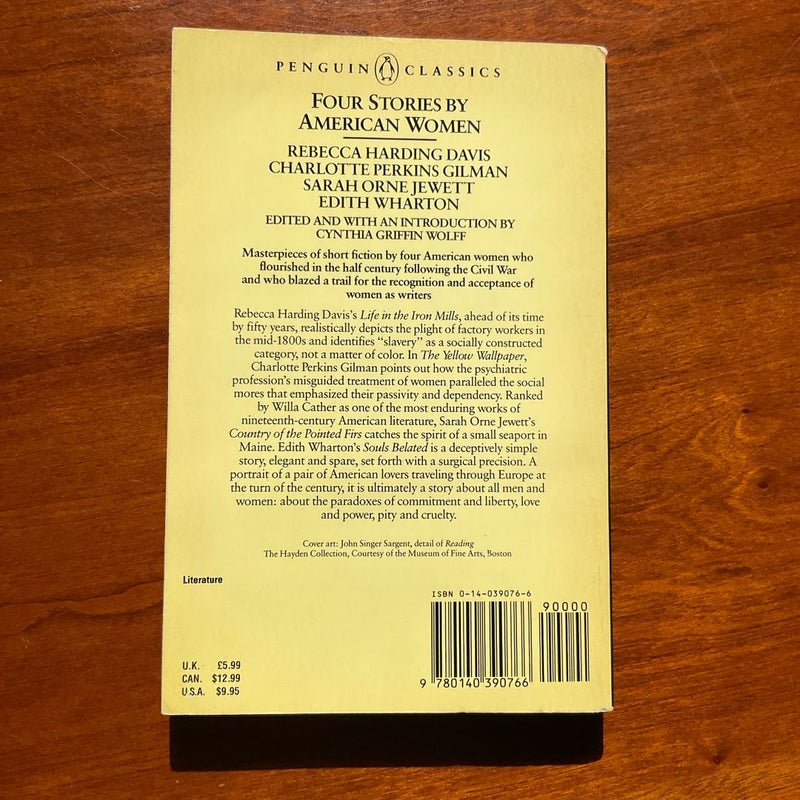 PENGUIN CLASSICS
FOUR STORIES BY
AMERICAN WOMEN
REBECCA HARDING DAVIS
CHARLOTTE PERKINS GILMAN
SARAH ORNE JEWETT
EDITH WHARTON
EDITED AND WITH AN INTRODUCTION BY
CYNTHIA GRIFFIN WOLFF
Masterpieces of short fiction by four American women who
flourished in the half century following the Civil War
and who blazed a trail for the recognition and acceptance of
women as writers
Rebecca Harding Davis's Life in the Iron Mills, ahead of its time
by fifty years, realistically depicts the plight of factory workers in
the mid-1800s and identifies “slavery” as a socially constructed
category, not a matter of color. In The Yellow Wallpaper,
Charlotte Perkins Gilman points out how the psychiatric
profession's misguided treatment of women paralleled the social
mores that emphasized their passivity and dependency. Ranked
by Willa Cather as one of the most enduring works of
nineteenth-century American literature, Sarah Orne Jewett's
Country of the Pointed Firs catches the spirit of a small seaport in
Maine. Edith Wharton's Souls Belated is a deceptively simple
story, elegant and spare, set forth with a surgical precision. A
portrait of a pair of American lovers traveling through Europe at
the turn of the century, it is ultimately a story about all men and
women: about the paradoxes of commitment and liberty, love
and power, pity and cruelty.
Cover art: John Singer Sargent, detail of Reading
The Hayden Collection, Courtesy of the Museum of Fine Arts, Boston
Literature
ISBN 0-14-039076-6
90000
9 780140 390766
U.K. £5.99
CAN. $12.99
U.S.A. $9.95